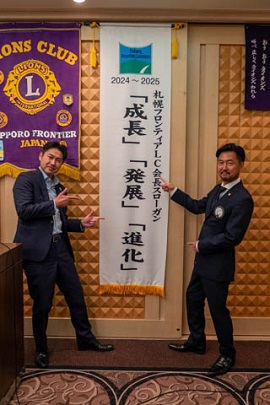 LIONS CLUB
L
SAPPORO FRONTIER
JAPAN
2024～2025
札幌フロンティアLC会長スローガン
「成長」「発展」「進化」